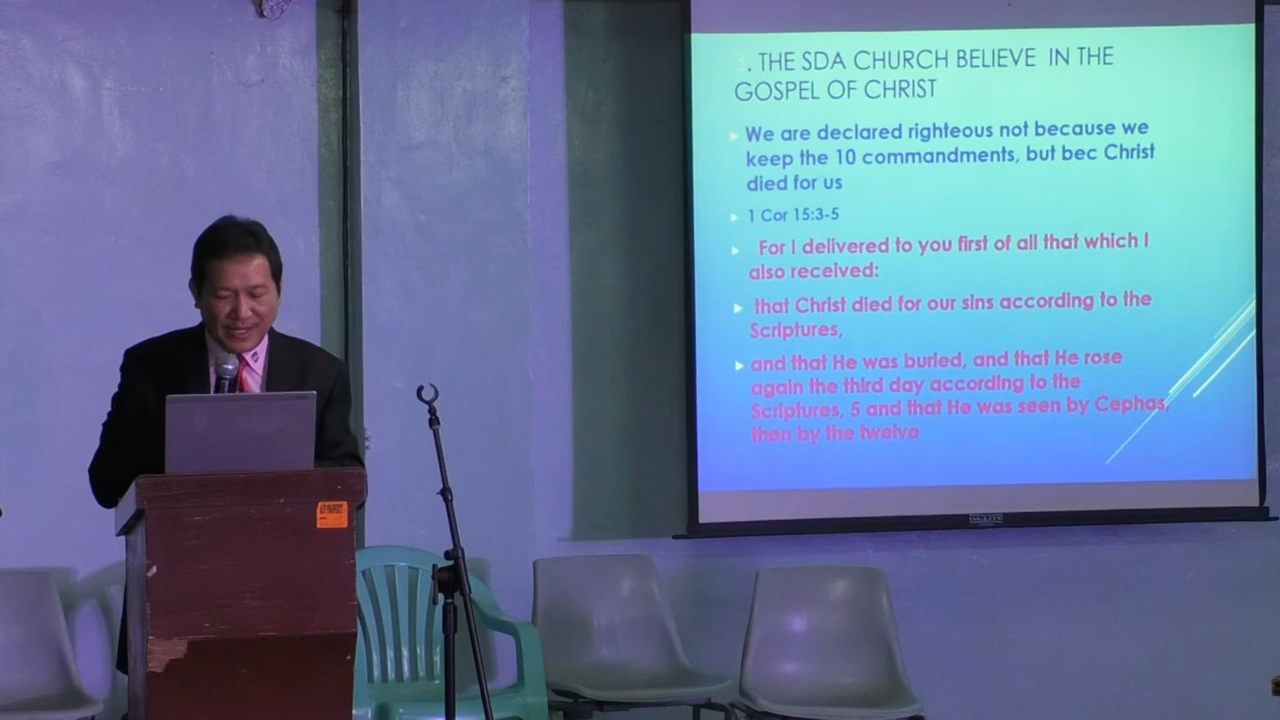 . THE SDA CHURCH BELIEVE IN THE
GOSPEL OF CHRIST
We are declared righteous not because we
keep the 10 commandments, but bec Christ
died for us
1 Cor 15:3-5
For I delivered to you first of all that which I
also received:
that Christ died for our sins according to the
Scriptures,
and that He was buried, and that He rose
again the third day according to the
Scriptures, 5 and that He was seen by Cephas,
then by the twelve
DA-LITE